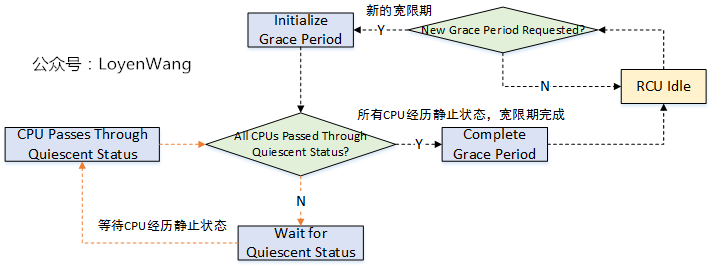 新的宽限期
Initialize
Grace Period
Y
New Grace Period Requested?
公众号：LoyenWang
N
RCU Idle
所有CPU经历静止状态，宽限期完成
CPU Passes Through
Quiescent Status
All CPUs Passed Through
Quiescent Status?
Y
Complete
Grace Period
N
等待CPU经历静止状态
Wait for
Quiescent Status